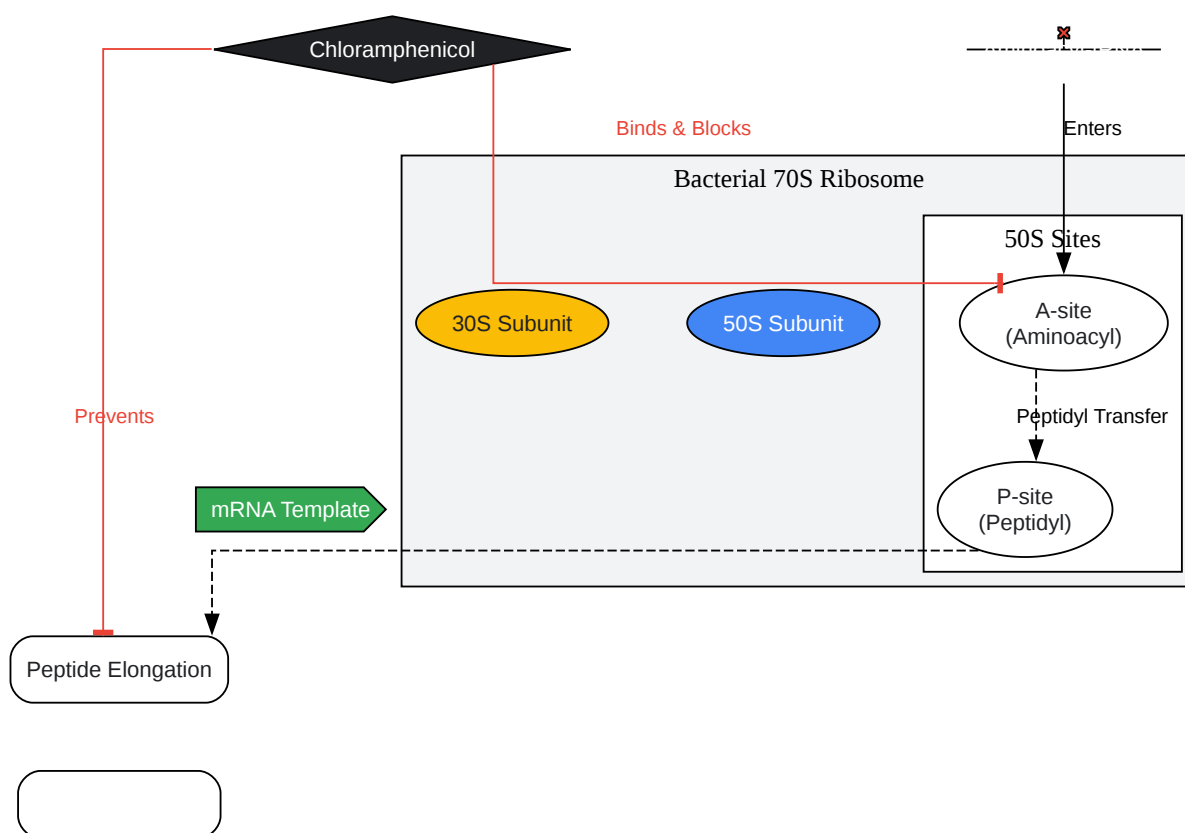 Chloramphenicol
Binds & Blocks
Enters
Bacterial 70S Ribosome
50S Sites
30S Subunit
50S Subunit
A-site
(Aminoacyl)
Prevents
Peptidyl Transfer
mRNA Template
P-site
(Peptidyl)
Peptide Elongation